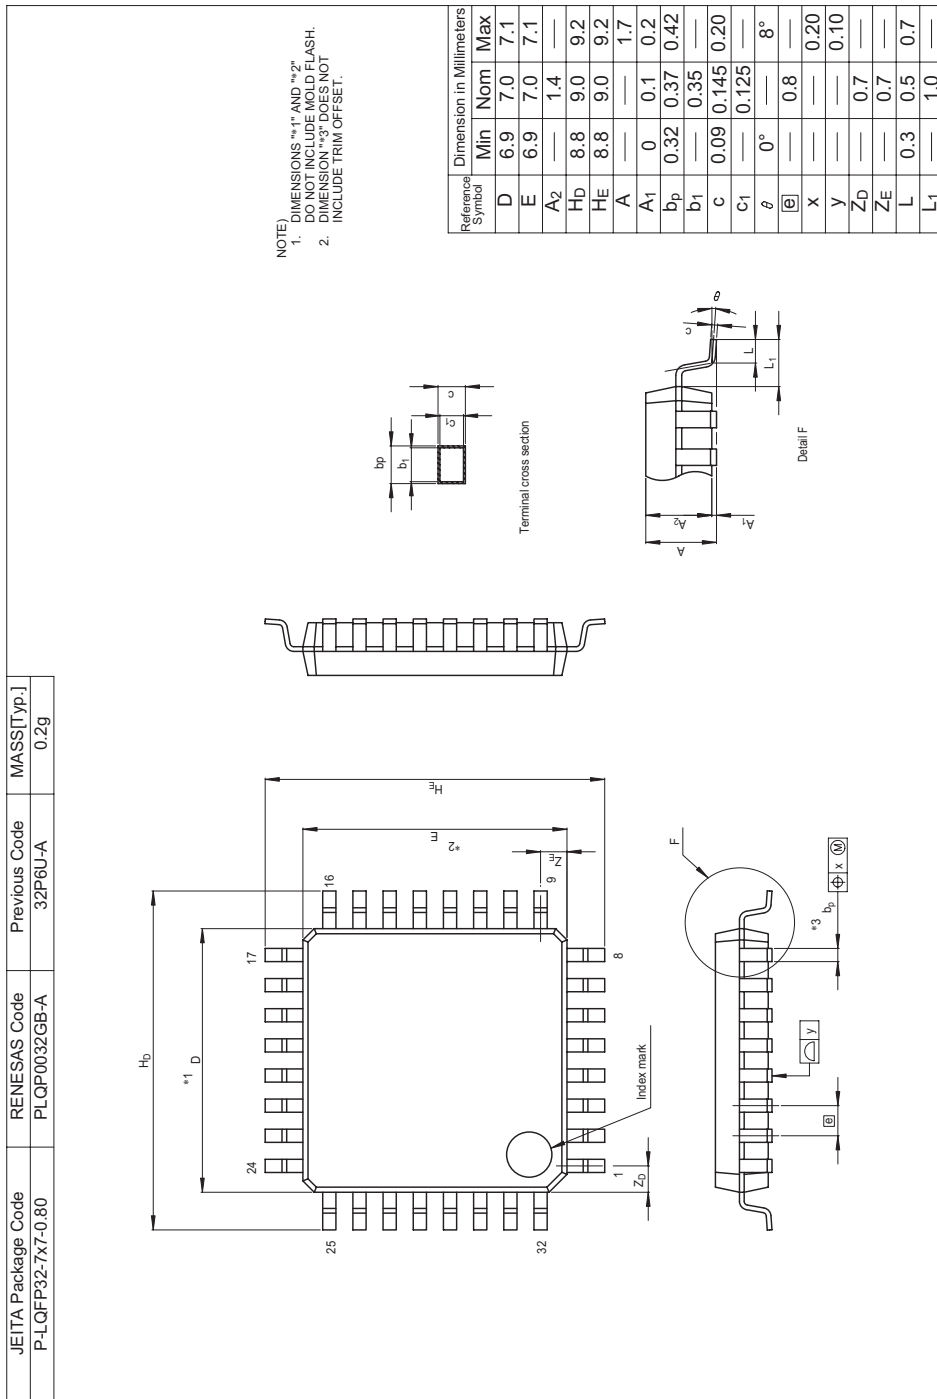 JEITA Package Code RENESAS Code Previous Code MASS[Typ.]
P-LQFP32-7x7-0.80 PLQP0032GB-A 32P6U-A 0.2g
HD
*1 D
24
17
25
16
32
9
1
8
ZD
Index mark
ZE
*2 E
HE
e
y
*3 bp
x M
F
bp
b1
c1
c
Terminal cross section
A
A2
A1
c
θ
L
L1
Detail F
NOTE)
1. DIMENSIONS "*1" AND "*2"
DO NOT INCLUDE MOLD FLASH.
2. DIMENSION "*3" DOES NOT
INCLUDE TRIM OFFSET.
Reference Symbol Dimension in Millimeters
Min Nom Max
D 6.9 7.0 7.1
E 6.9 7.0 7.1
A2 — 1.4 —
HD 8.8 9.0 9.2
HE 8.8 9.0 9.2
A — — 1.7
A1 0 0.1 0.2
bp 0.32 0.37 0.42
b1 — 0.35 —
c 0.09 0.145 0.20
c1 — 0.125 —
θ 0° — 8°
e — 0.8 —
x — — 0.20
y — — 0.10
ZD — 0.7 —
ZE — 0.7 —
L 0.3 0.5 0.7
L1 — 1.0 —